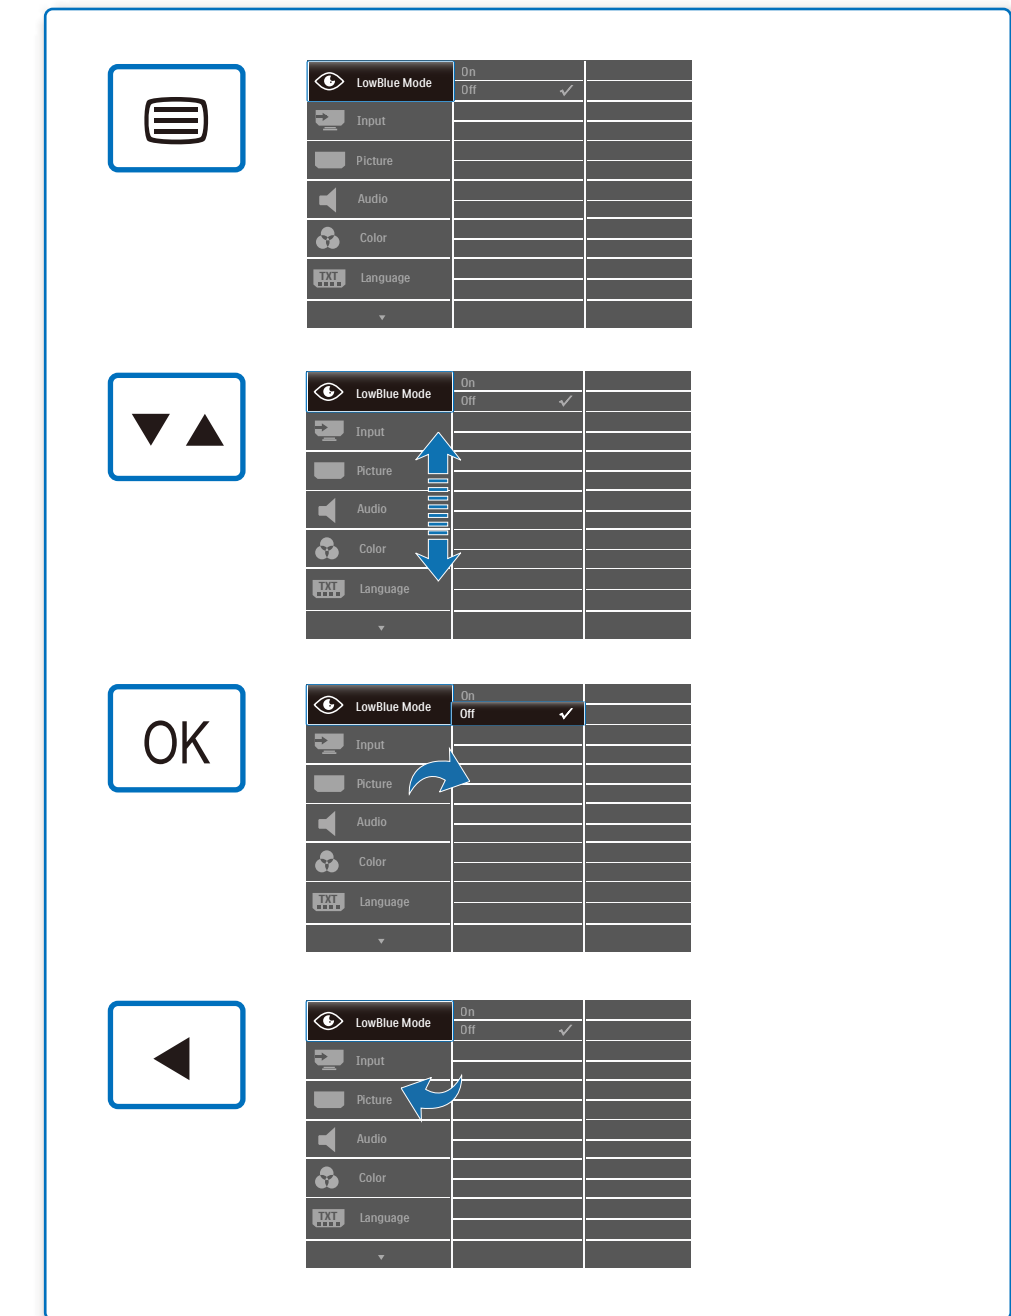 On
LowBlue Mode
Off
Input
Picture
Audio
Color
TXT
Language
On
LowBlue Mode
Off
Input
Picture
Audio
Color
TXT
Language
OK
On
LowBlue Mode
Off
Input
Picture
Audio
Color
TXT
Language
On
LowBlue Mode
Off
Input
Picture
Audio
Color
TXT
Language